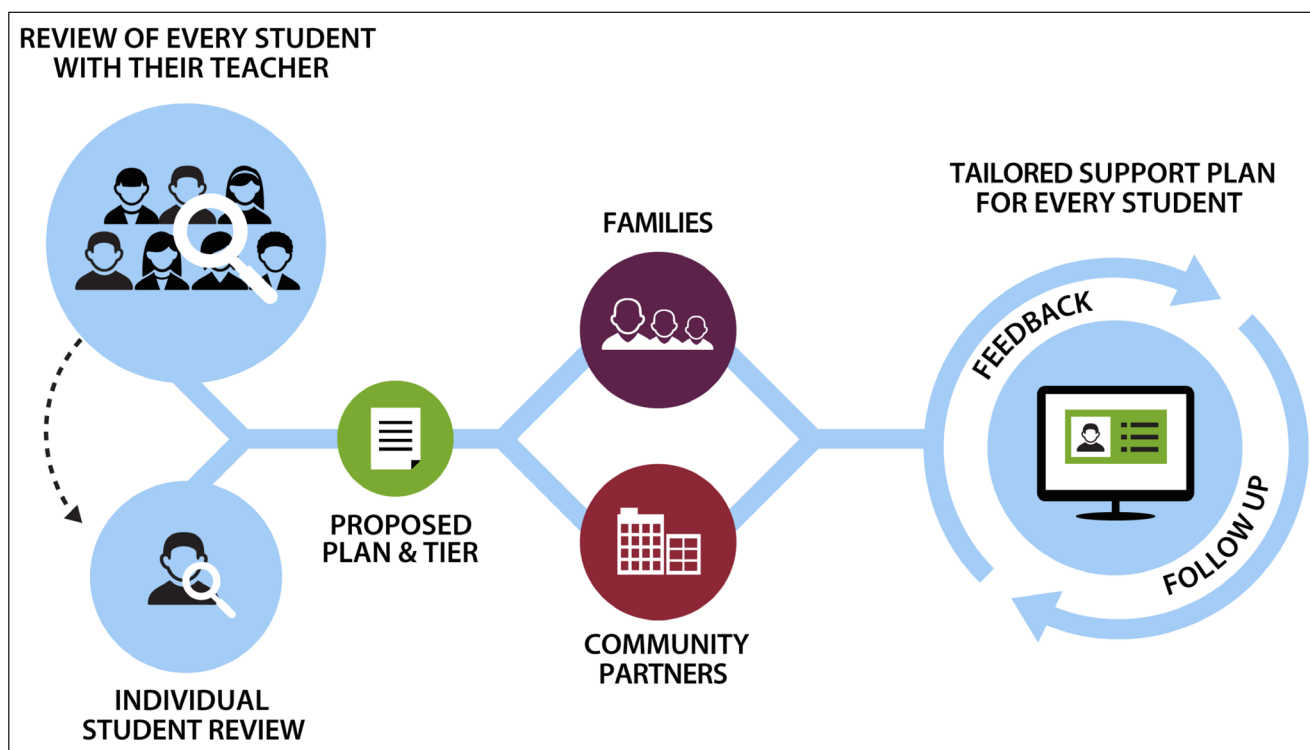 REVIEW OF EVERY STUDENT
WITH THEIR TEACHER
INDIVIDUAL
STUDENT REVIEW
PROPOSED
PLAN & TIER
FAMILIES
COMMUNITY
PARTNERS
TAILORED SUPPORT PLAN
FOR EVERY STUDENT
FEEDBACK
FOLLOW UP